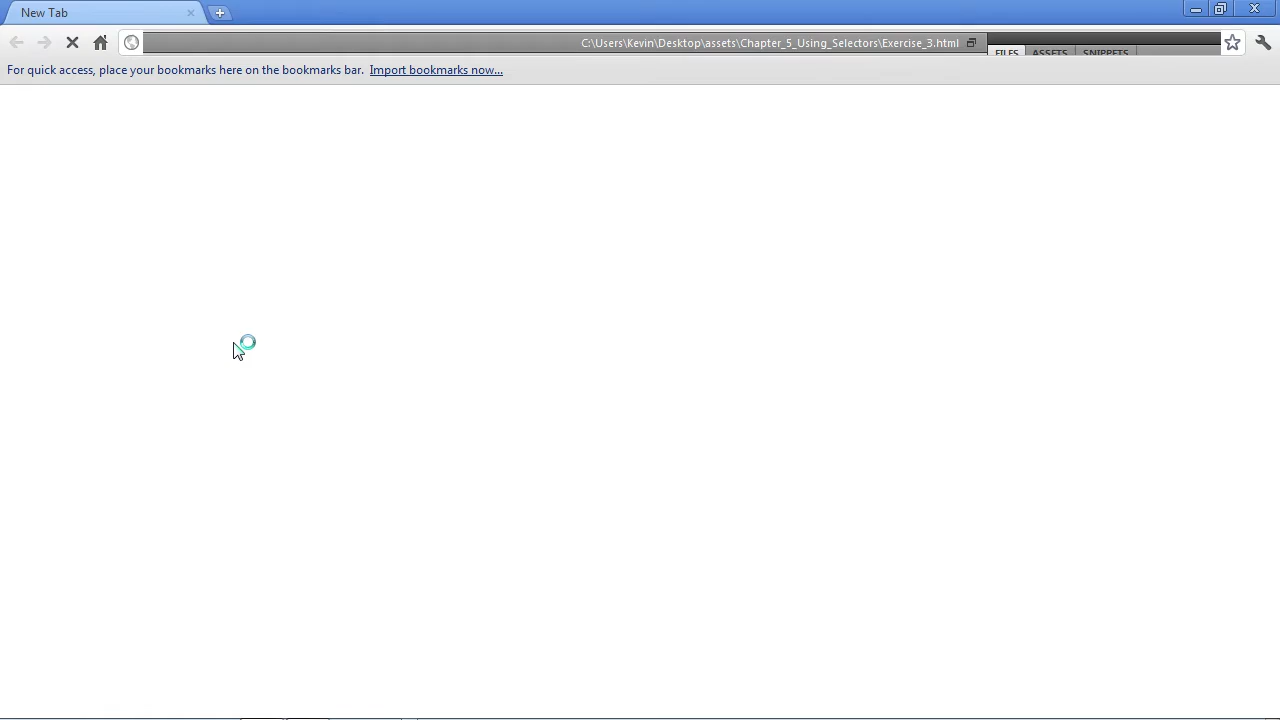 New Tab
C:\Users\Kevin\Desktop\assets\Chapter_5_Using_Selectors\Exercise_3.html
FILES ASSETS SNIPPETS
For quick access, place your bookmarks here on the bookmarks bar. Import bookmarks now...